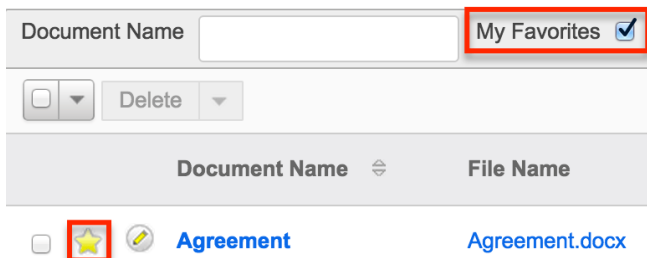 Document Name My Favorites
Delete
Document Name File Name
Agreement Agreement.docx